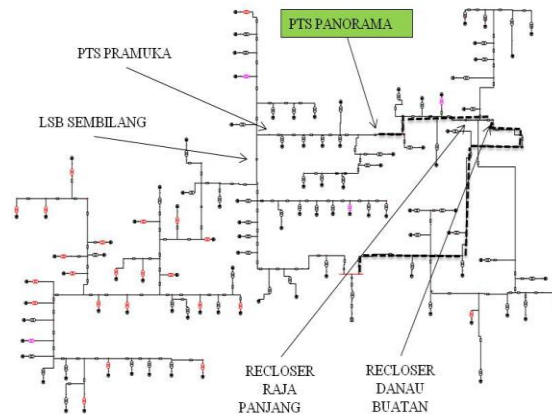 PTS PANORAMA
PTS PRAMUKA
LSB SEMBILANG
RECLOSER
RAJA
PANJANG
RECLOSER
DANAU
BUATAN